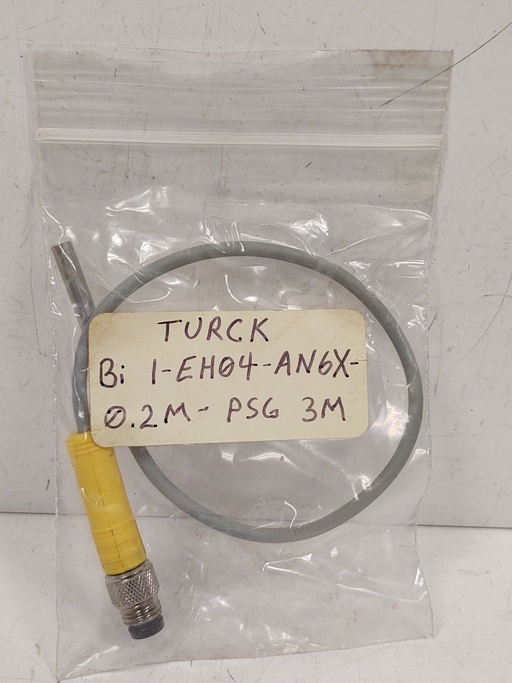 TURCK
Bi 1-EH04-AN6X-
0.2M- PSG 3M